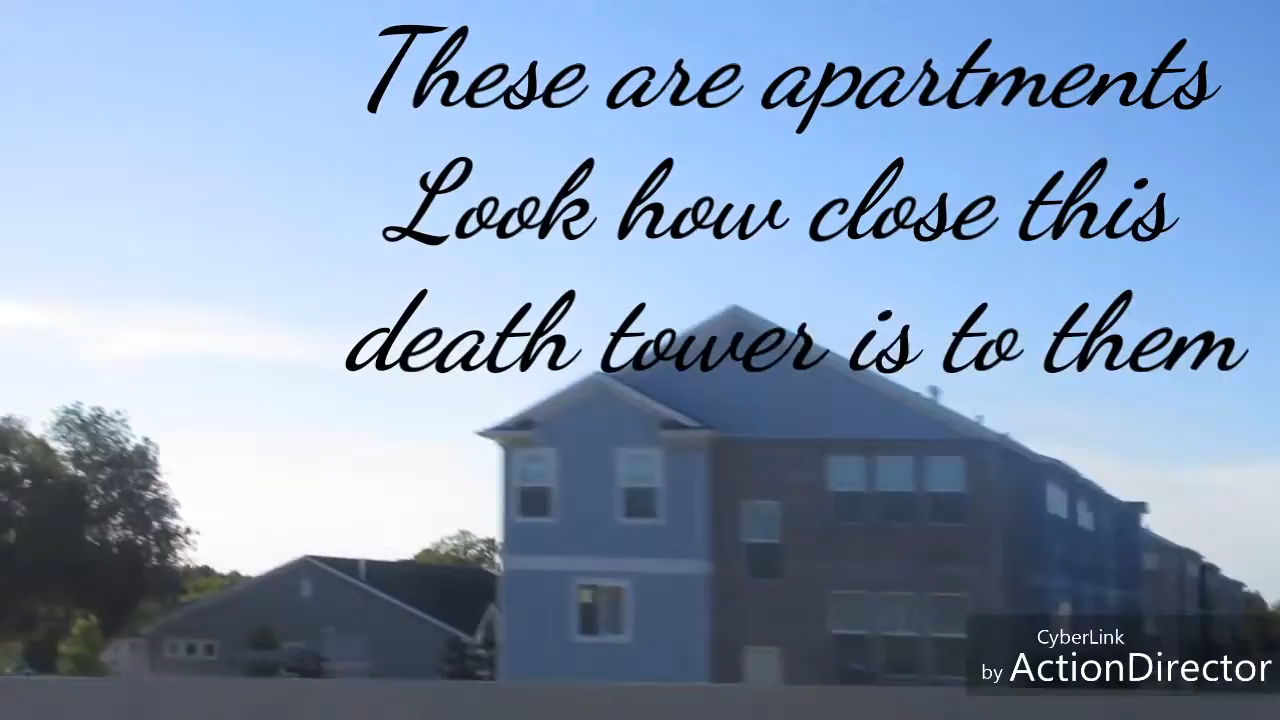 These are apartments
Look how close this
death tower is to them
CyberLink
by ActionDirector